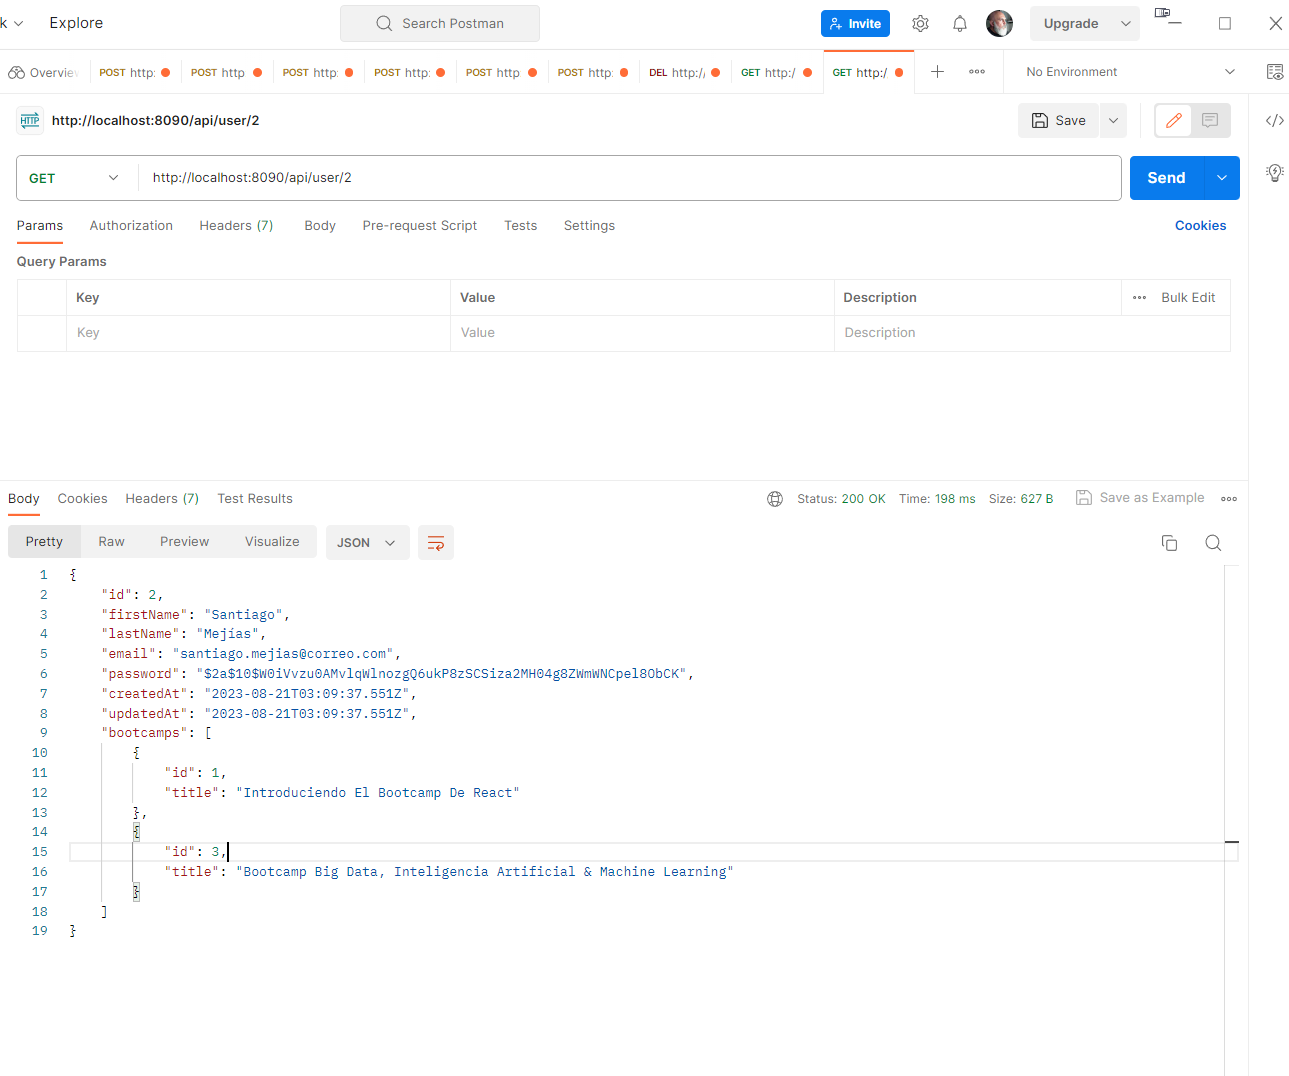 k Explore Search Postman Invite Upgrade
Overview POST http: POST http POST http: POST http: POST http POST http: DEL http:/ GET http:/ GET http:/ No Environment
HTTP http://localhost:8090/api/user/2 Save
GET http://localhost:8090/api/user/2 Send
Params Authorization Headers (7) Body Pre-request Script Tests Settings Cookies
Query Params
Key Value Description Bulk Edit
Key Value Description
Body Cookies Headers (7) Test Results Status: 200 OK Time: 198 ms Size: 627 B Save as Example
Pretty Raw Preview Visualize JSON
1 {
2 "id": 2,
3 "firstName": "Santiago",
4 "lastName": "Mejías",
5 "email": "santiago.mejias@correo.com",
6 "password": "$2a$10$W0iVvzu0AMvlqWlnozgQ6ukP8zSCSiza2MH04g8ZWmWNCpel8ObCK",
7 "createdAt": "2023-08-21T03:09:37.551Z",
8 "updatedAt": "2023-08-21T03:09:37.551Z",
9 "bootcamps": [
10 {
11 "id": 1,
12 "title": "Introduciendo El Bootcamp De React"
13 },
14 {
15 "id": 3,
16 "title": "Bootcamp Big Data, Inteligencia Artificial & Machine Learning"
17 }
18 ]
19 }